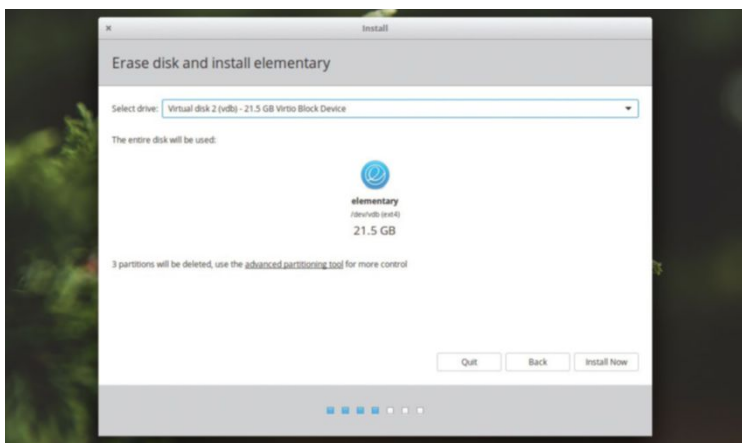 Install
Erase disk and install elementary
Select drive: Virtual disk 2 (vdb) - 21.5 GB Virtio Block Device
The entire disk will be used:
elementary
/dev/vdb (ext4)
21.5 GB
3 partitions will be deleted, use the advanced partitioning tool for more control
Quit Back Install Now